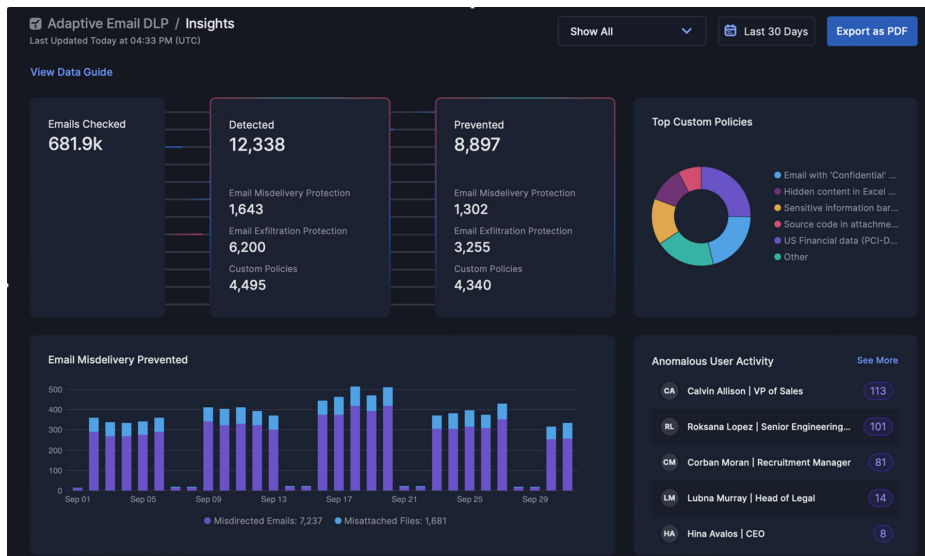 Adaptive Email DLP / Insights
Last Updated Today at 04:33 PM (UTC)
Show All
Last 30 Days
Export as PDF
View Data Guide
Emails Checked
681.9k
Detected
12,338
Email Misdelivery Protection
1,643
Email Exfiltration Protection
6,200
Custom Policies
4,495
Prevented
8,897
Email Misdelivery Protection
1,302
Email Exfiltration Protection
3,255
Custom Policies
4,340
Top Custom Policies
Email with 'Confidential' ...
Hidden content in Excel ...
Sensitive information bar...
Source code in attachme...
US Financial data (PCI-D...
Other
Email Misdelivery Prevented
500
400
300
200
100
0
Sep 01 Sep 05 Sep 09 Sep 13 Sep 17 Sep 21 Sep 25 Sep 29
Misdirected Emails: 7,237 Misattached Files: 1,681
Anomalous User Activity
See More
CA Calvin Allison | VP of Sales 113
RL Roksana Lopez | Senior Engineering... 101
CM Corban Moran | Recruitment Manager 81
LM Lubna Murray | Head of Legal 14
HA Hina Avalos | CEO 8